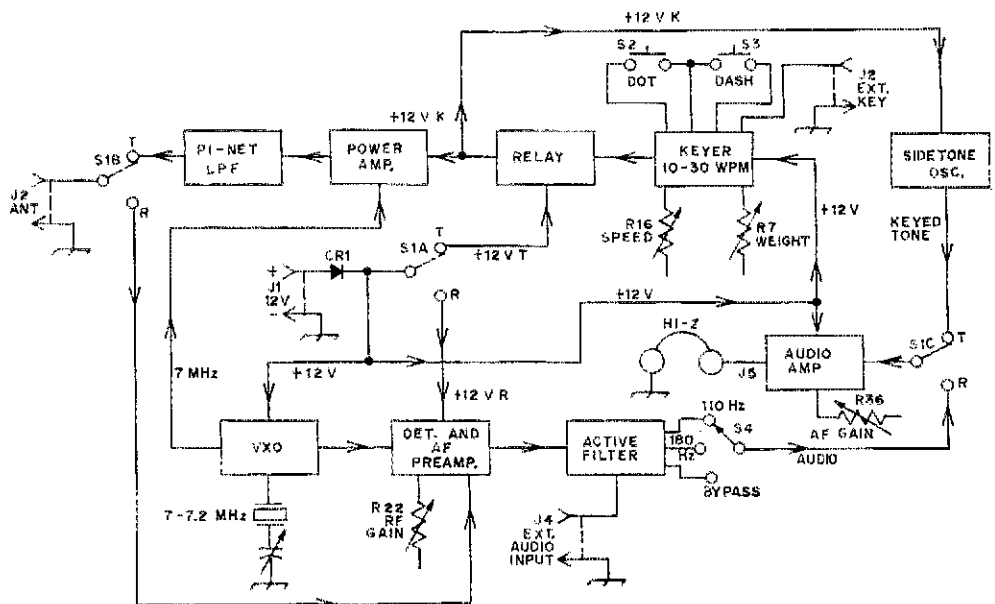 +12 V K
S2
S3
DOT
DASH
J2
EXT.
KEY
+12 V K
S1B
T
PI-NET
LPF
POWER
AMP.
RELAY
KEYER
10-30 WPM
SIDETONE
OSC.
J2
ANT
R
+12 V
R16
SPEED
R7
WEIGHT
KEYED
TONE
CR1
S1A
T
+12 V T
+
J1
12V
-
R
+12 V
HI-Z
S1C
T
J5
AUDIO
AMP
7 MHz
+12 V
+12 V R
R
R36
AF GAIN
VXO
DET. AND
AF
PREAMP.
ACTIVE
FILTER
110 Hz
S4
180
Hz
AUDIO
BYPASS
7-7.2 MHz
R22
RF
GAIN
J4
EXT.
AUDIO
INPUT